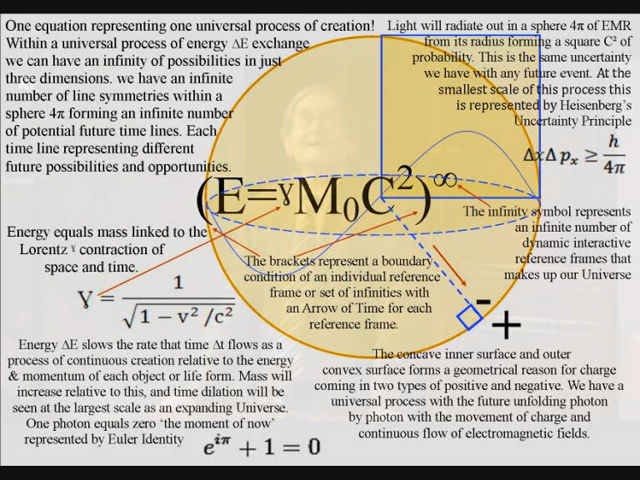 One equation representing one universal process of creation!
Within a universal process of energy ΔE exchange
we can have an infinity of possibilities in just
three dimensions. we have an infinite
number of line symmetries within a
sphere 4π forming an infinite number
of potential future time lines. Each
time line representing different
future possibilities and opportunities.
Light will radiate out in a sphere 4π of EMR
from its radius forming a square C² of
probability. This is the same uncertainty
we have with any future event. At the
smallest scale of this process this
is represented by Heisenberg's
Uncertainty Principle
Δx Δ pₓ ≥ h/4π
(E=γM₀C²)^∞
Energy equals mass linked to the
Lorentz γ contraction of
space and time.
γ = 1/√(1 − v²/c²)
The brackets represent a boundary
condition of an individual reference
frame or set of infinities with
an Arrow of Time for each
reference frame.
The infinity symbol represents
an infinite number of
dynamic interactive
reference frames that
makes up our Universe
-
+
Energy ΔE slows the rate that time Δt flows as a
process of continuous creation relative to the energy
& momentum of each object or life form. Mass will
increase relative to this, and time dilation will be
seen at the largest scale as an expanding Universe.
One photon equals zero 'the moment of now'
represented by Euler Identity
e^{iπ} + 1 = 0
The concave inner surface and outer
convex surface forms a geometrical reason for charge
coming in two types of positive and negative. We have a
universal process with the future unfolding photon
by photon with the movement of charge and
continuous flow of electromagnetic fields.